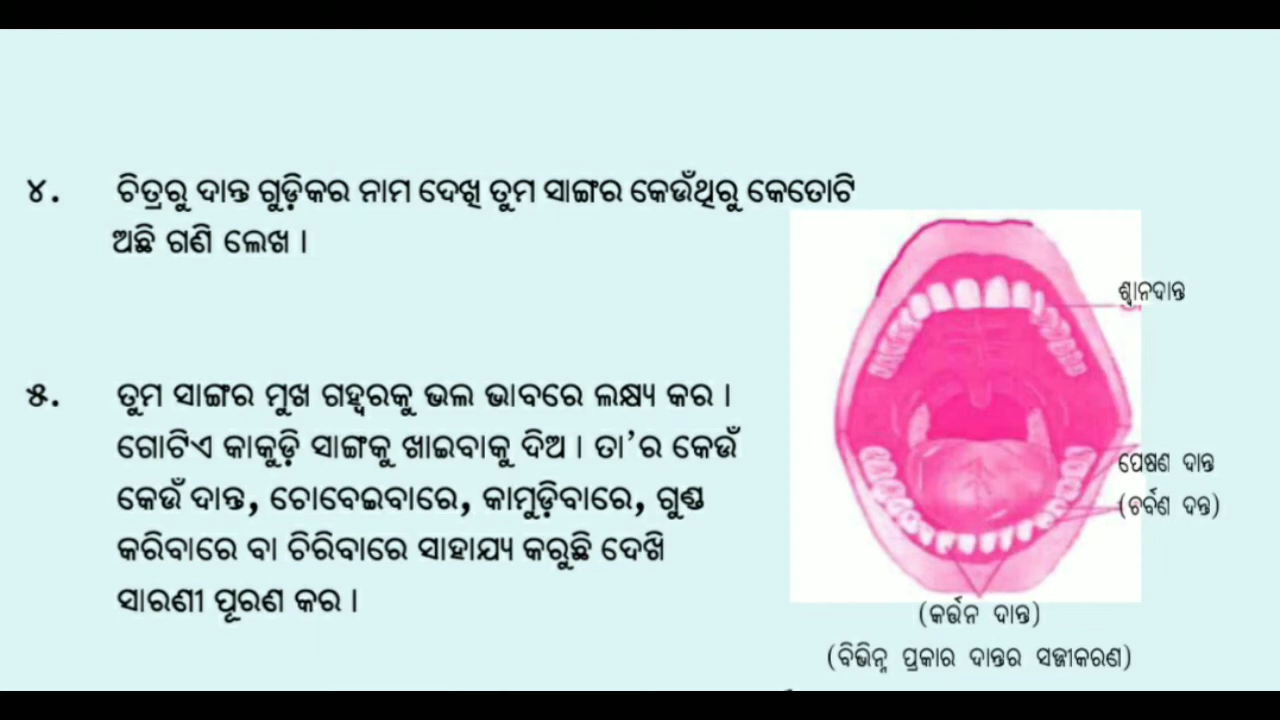 ୪. ଚିତ୍ରରୁ ଦାନ୍ତ ଗୁଡ଼ିକର ନାମ ଦେଖି ତୁମ ସାଙ୍ଗର କେଉଁଥିରୁ କେତୋଟି
ଅଛି ଗଣି ଲେଖ ।
ଶ୍ଵାନଦାନ୍ତ
୫. ତୁମ ସାଙ୍ଗର ମୁଖ ଗହ୍ଵରକୁ ଭଲ ଭାବରେ ଲକ୍ଷ୍ୟ କର ।
ଗୋଟିଏ କାକୁଡ଼ି ସାଙ୍ଗକୁ ଖାଇବାକୁ ଦିଅ । ତା’ର କେଉଁ
କେଉଁ ଦାନ୍ତ, ଚୋବେଇବାରେ, କାମୁଡ଼ିବାରେ, ଗୁଣ୍ଡ
କରିବାରେ ବା ଚିରିବାରେ ସାହାଯ୍ୟ କରୁଛି ଦେଖି
ସାରଣୀ ପୂରଣ କର ।
ପେଷଣ ଦାନ୍ତ
(ଚର୍ବଣ ଦନ୍ତ)
(କର୍ତ୍ତନ ଦାନ୍ତ)
(ବିଭିନ୍ନ ପ୍ରକାର ଦାନ୍ତର ସଜ୍ଜୀକରଣ)